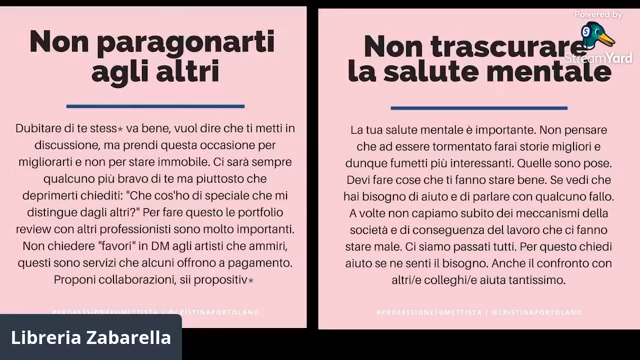 Non paragonarti
agli altri
Dubitare di te stess* va bene, vuol dire che ti metti in
discussione, ma prendi questa occasione per
migliorarti e non per stare immobile. Ci sarà sempre
qualcuno più bravo di te ma piuttosto che
deprimerti chiediti: "Che cos'ho di speciale che mi
distingue dagli altri?" Per fare questo le portfolio
review con altri professionisti sono molto importanti.
Non chiedere "favori" in DM agli artisti che ammiri,
questi sono servizi che alcuni offrono a pagamento.
Proponi collaborazioni, sii propositiv*
#PROFESSIONEFUMETTISTA | @CRISTINAPORTOLANO
Powered by
StreamYard
Non trascurare
la salute mentale
La tua salute mentale è importante. Non pensare
che ad essere tormentato farai storie migliori e
dunque fumetti più interessanti. Quelle sono pose.
Devi fare cose che ti fanno stare bene. Se vedi che
hai bisogno di aiuto e di parlare con qualcuno fallo.
A volte non capiamo subito dei meccanismi della
società e di conseguenza del lavoro che ci fanno
stare male. Ci siamo passati tutti. Per questo chiedi
aiuto se ne senti il bisogno. Anche il confronto con
altri/e colleghi/e aiuta tantissimo.
#PROFESSIONEFUMETTISTA | @CRISTINAPORTOLANO
Libreria Zabarella